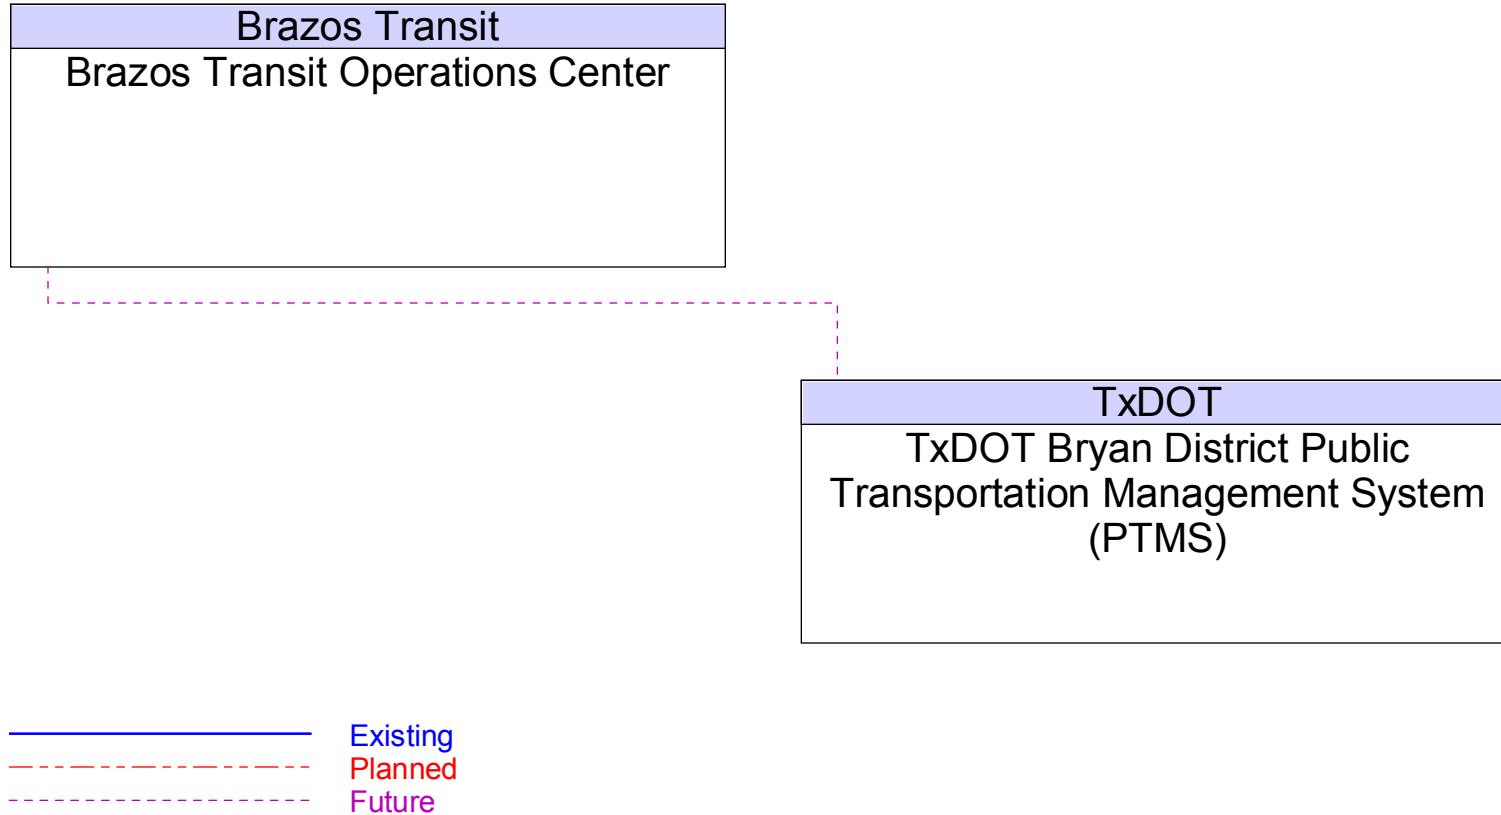 Brazos Transit
Brazos Transit Operations Center
TxDOT
TxDOT Bryan District Public
Transportation Management System
(PTMS)
Existing
Planned
Future